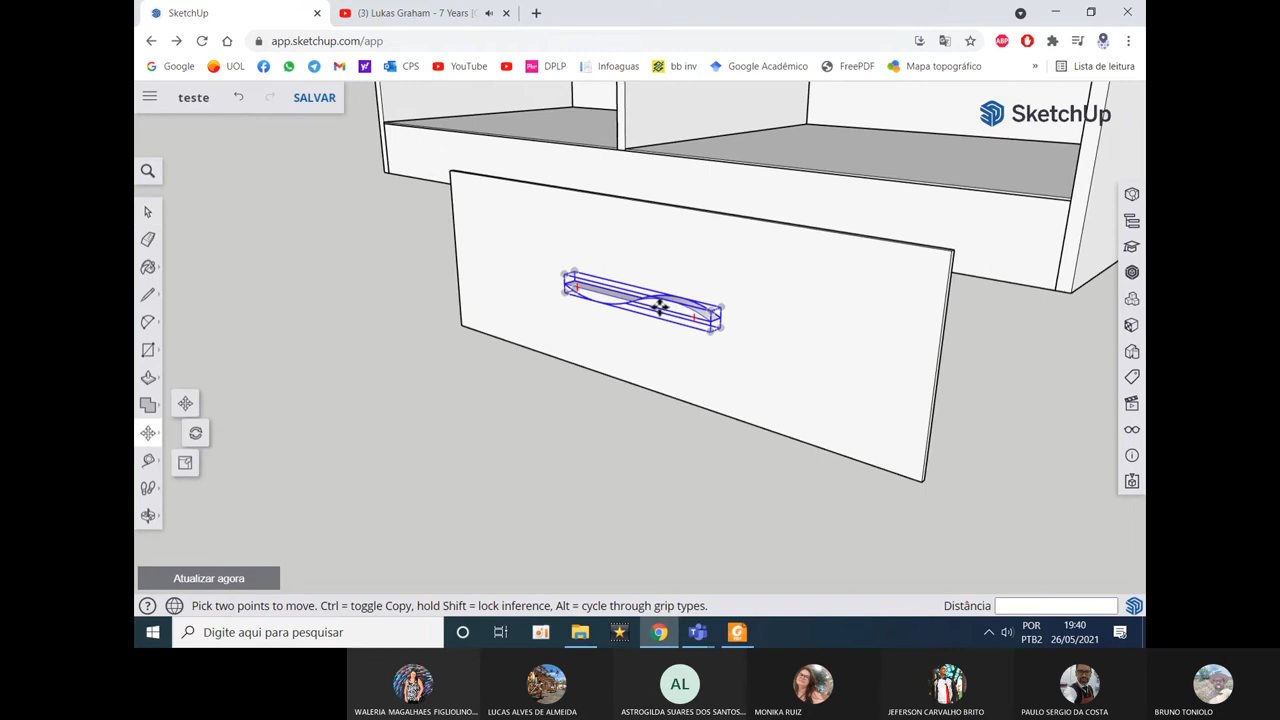 SketchUp
(3) Lukas Graham - 7 Years [O
app.sketchup.com/app
ABP
Google
UOL
CPS
YouTube
DPLP
Infoaguas
bb inv
Google Acadêmico
FreePDF
Mapa topográfico
»
Lista de leitura
teste
SALVAR
SketchUp
Atualizar agora
Pick two points to move. Ctrl = toggle Copy, hold Shift = lock inference, Alt = cycle through grip types.
Distância
Digite aqui para pesquisar
POR
PTB2
19:40
26/05/2021
AL
WALERIA MAGALHAES FIGLIOLINO...
LUCAS ALVES DE ALMEIDA
ASTROGILDA SUARES DOS SANTOS...
MONIKA RUIZ
JEFERSON CARVALHO BRITO
PAULO SERGIO DA COSTA
BRUNO TONIOLO